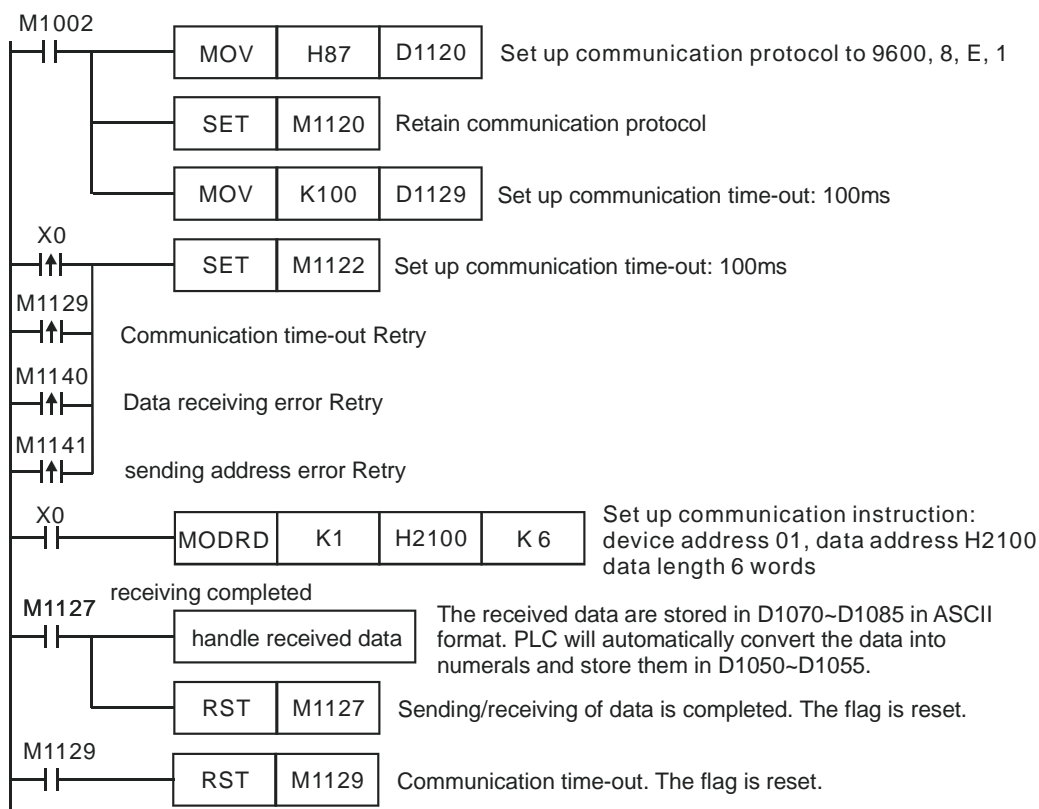 M1002
MOV H87 D1120 Set up communication protocol to 9600, 8, E, 1
SET M1120 Retain communication protocol
MOV K100 D1129 Set up communication time-out: 100ms
X0
SET M1122 Set up communication time-out: 100ms
M1129
Communication time-out Retry
M1140
Data receiving error Retry
M1141
sending address error Retry
X0
MODRD K1 H2100 K6
Set up communication instruction:
device address 01, data address H2100
data length 6 words
receiving completed
M1127
handle received data
The received data are stored in D1070~D1085 in ASCII
format. PLC will automatically convert the data into
numerals and store them in D1050~D1055.
RST M1127 Sending/receiving of data is completed. The flag is reset.
M1129
RST M1129 Communication time-out. The flag is reset.